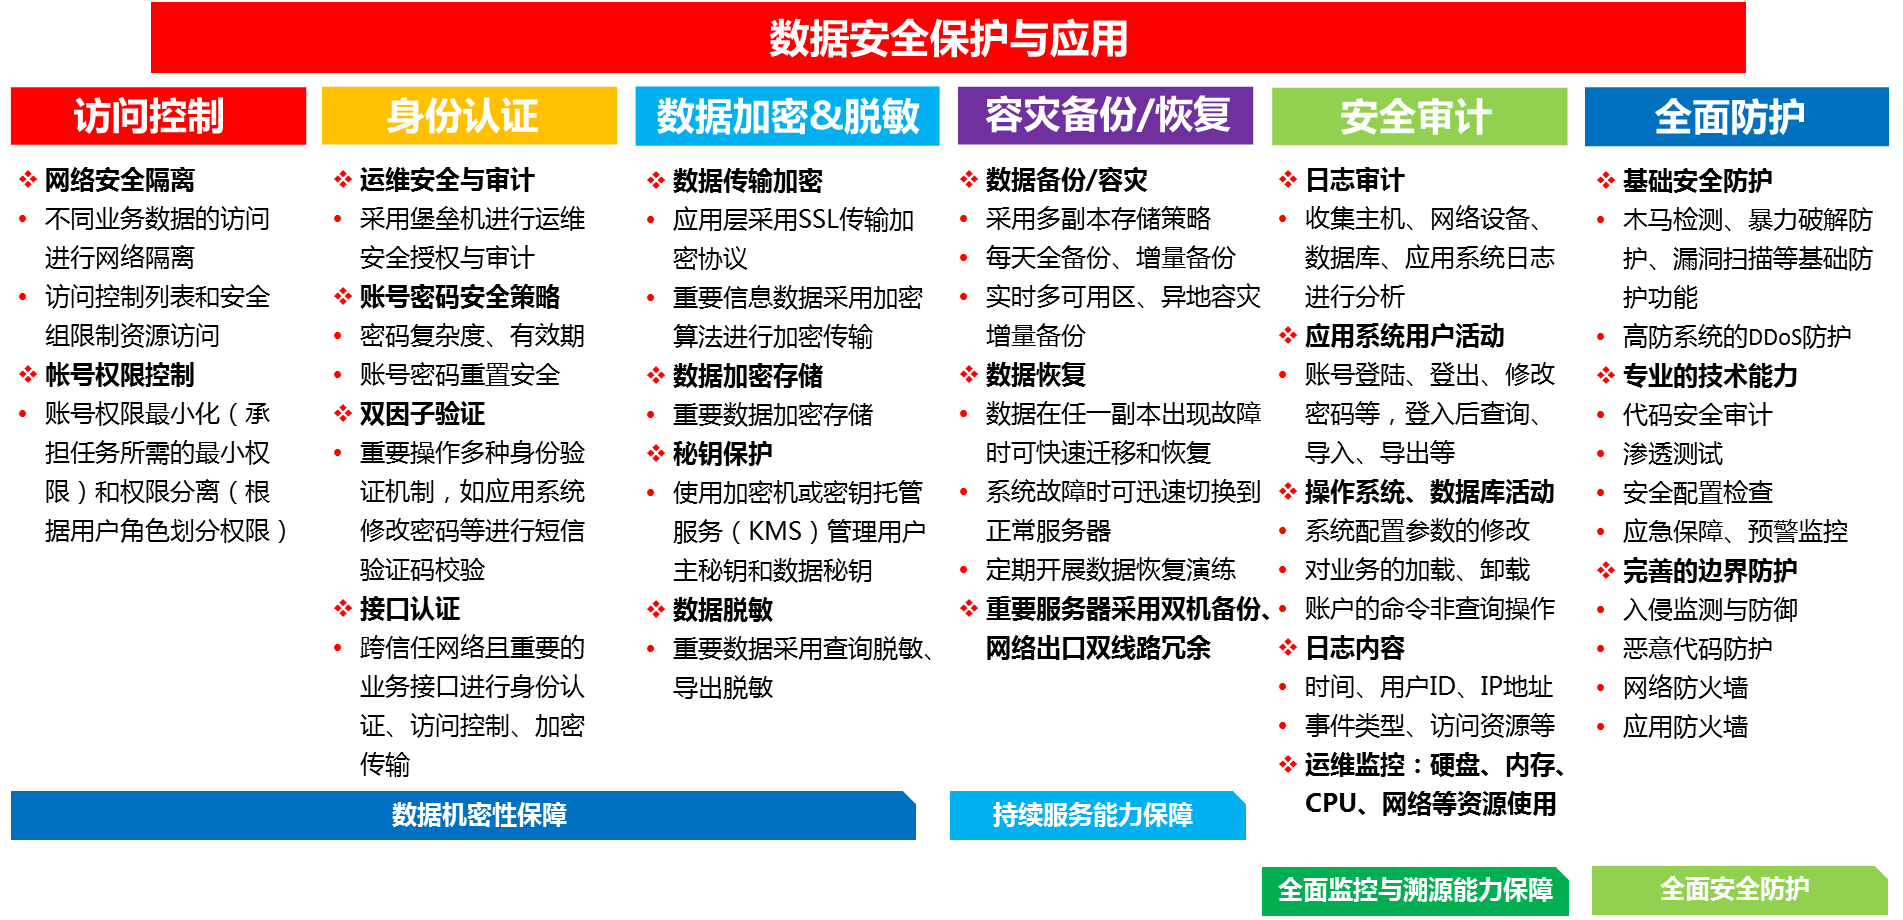 数据安全保护与应用
访问控制
❖ 网络安全隔离
• 不同业务数据的访问
进行网络隔离
• 访问控制列表和安全
组限制资源访问
❖ 帐号权限控制
• 账号权限最小化（承
担任务所需的最小权
限）和权限分离（根
据用户角色划分权限）
身份认证
❖ 运维安全与审计
• 采用堡垒机进行运维
安全授权与审计
❖ 账号密码安全策略
• 密码复杂度、有效期
• 账号密码重置安全
❖ 双因子验证
• 重要操作多种身份验
证机制，如应用系统
修改密码等进行短信
验证码校验
❖ 接口认证
• 跨信任网络且重要的
业务接口进行身份认
证、访问控制、加密
传输
数据加密&脱敏
❖ 数据传输加密
• 应用层采用SSL传输加
密协议
• 重要信息数据采用加密
算法进行加密传输
❖ 数据加密存储
• 重要数据加密存储
❖ 秘钥保护
• 使用加密机或密钥托管
服务（KMS）管理用户
主秘钥和数据秘钥
❖ 数据脱敏
• 重要数据采用查询脱敏、
导出脱敏
数据机密性保障
容灾备份/恢复
❖ 数据备份/容灾
• 采用多副本存储策略
• 每天全备份、增量备份
• 实时多可用区、异地容灾
增量备份
❖ 数据恢复
• 数据在任一副本出现故障
时可快速迁移和恢复
• 系统故障时可迅速切换到
正常服务器
• 定期开展数据恢复演练
❖ 重要服务器采用双机备份、
网络出口双线路冗余
持续服务能力保障
安全审计
❖ 日志审计
• 收集主机、网络设备、
数据库、应用系统日志
进行分析
❖ 应用系统用户活动
• 账号登陆、登出、修改
密码等，登入后查询、
导入、导出等
❖ 操作系统、数据库活动
• 系统配置参数的修改
• 对业务的加载、卸载
• 账户的命令非查询操作
❖ 日志内容
• 时间、用户ID、IP地址
• 事件类型、访问资源等
❖ 运维监控：硬盘、内存、
CPU、网络等资源使用
全面监控与溯源能力保障
全面防护
❖ 基础安全防护
• 木马检测、暴力破解防
护、漏洞扫描等基础防
护功能
• 高防系统的DDoS防护
❖ 专业的技术能力
• 代码安全审计
• 渗透测试
• 安全配置检查
• 应急保障、预警监控
❖ 完善的边界防护
• 入侵监测与防御
• 恶意代码防护
• 网络防火墙
• 应用防火墙
全面安全防护